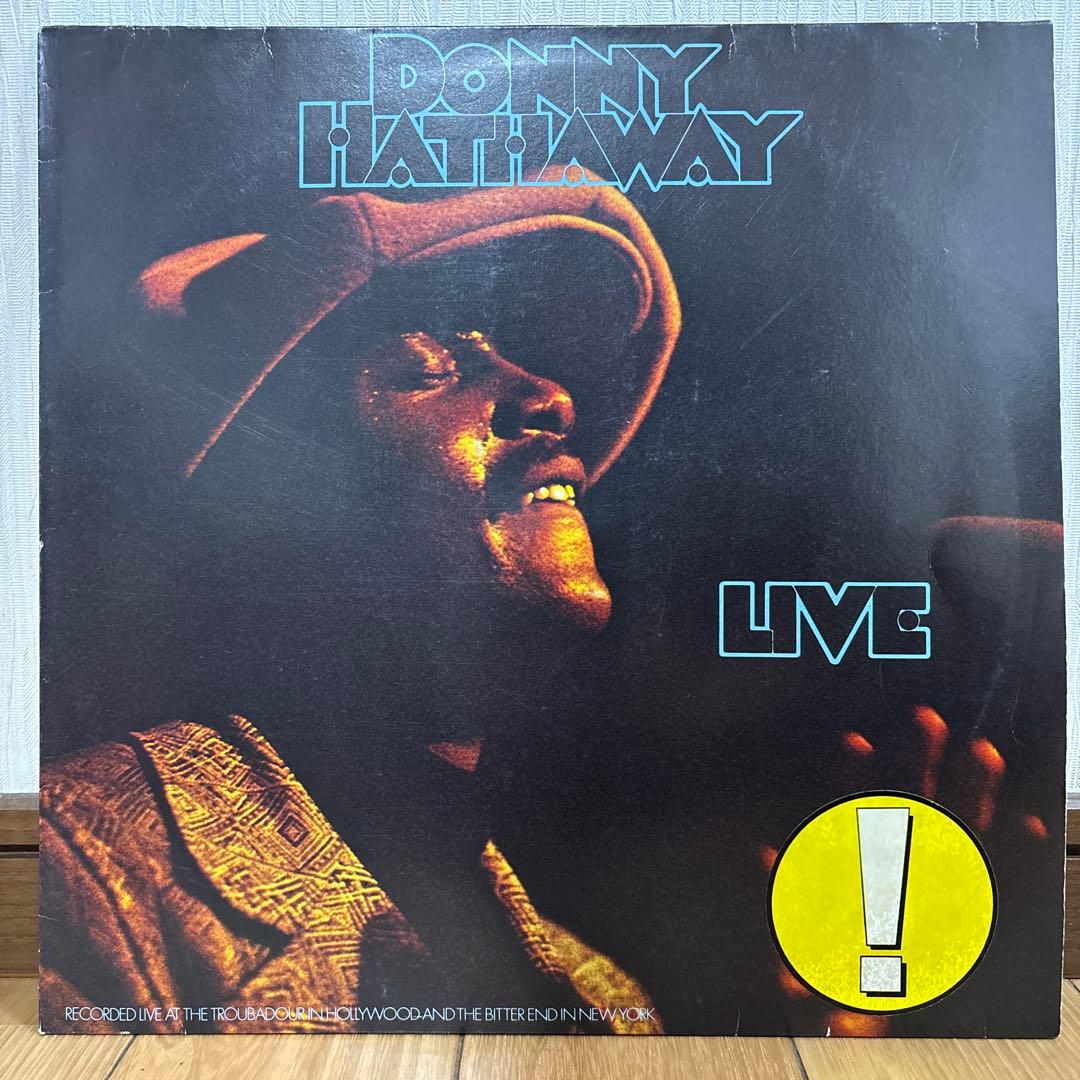 DONNY
HATHAWAY
LIVE
!
RECORDED LIVE AT THE TROUBADOUR IN HOLLYWOOD AND THE BITTER END IN NEW YORK